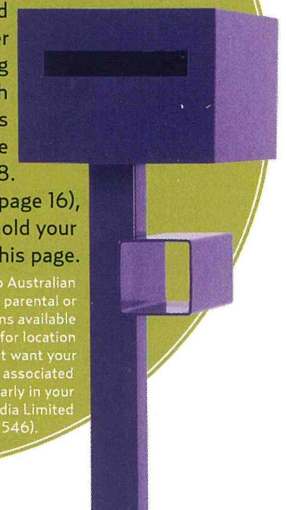 d
er
g
h
s
e
8.
page 16),
old your
his page.
o Australian
parental or
ns available
for location
t want your
associated
arly in your
dia Limited
546).